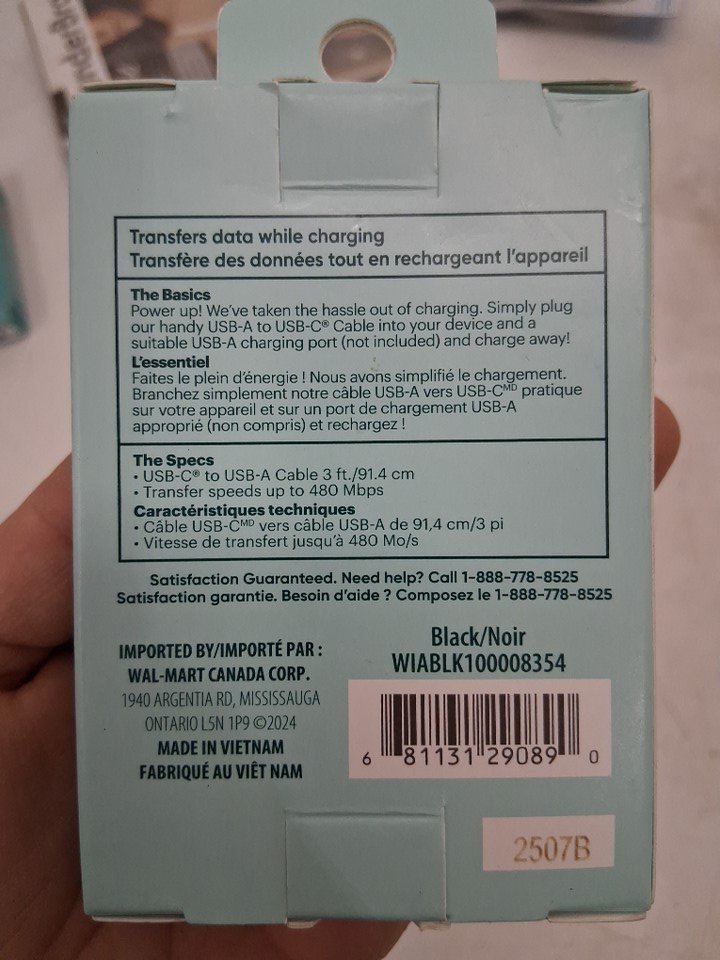 Transfers data while charging
Transfère des données tout en rechargeant l'appareil
The Basics
Power up! We've taken the hassle out of charging. Simply plug
our handy USB-A to USB-C® Cable into your device and a
suitable USB-A charging port (not included) and charge away!
L'essentiel
Faites le plein d'énergie ! Nous avons simplifié le chargement.
Branchez simplement notre câble USB-A vers USB-Cᴹᴰ pratique
sur votre appareil et sur un port de chargement USB-A
approprié (non compris) et rechargez !
The Specs
• USB-C® to USB-A Cable 3 ft./91.4 cm
• Transfer speeds up to 480 Mbps
Caractéristiques techniques
• Câble USB-Cᴹᴰ vers câble USB-A de 91,4 cm/3 pi
• Vitesse de transfert jusqu'à 480 Mo/s
Satisfaction Guaranteed. Need help? Call 1-888-778-8525
Satisfaction garantie. Besoin d'aide ? Composez le 1-888-778-8525
IMPORTED BY/IMPORTÉ PAR :
WAL-MART CANADA CORP.
1940 ARGENTIA RD, MISSISSAUGA
ONTARIO L5N 1P9 ©2024
MADE IN VIETNAM
FABRIQUÉ AU VIÊT NAM
Black/Noir
WIABLK100008354
6 81131 29089 0
2507B